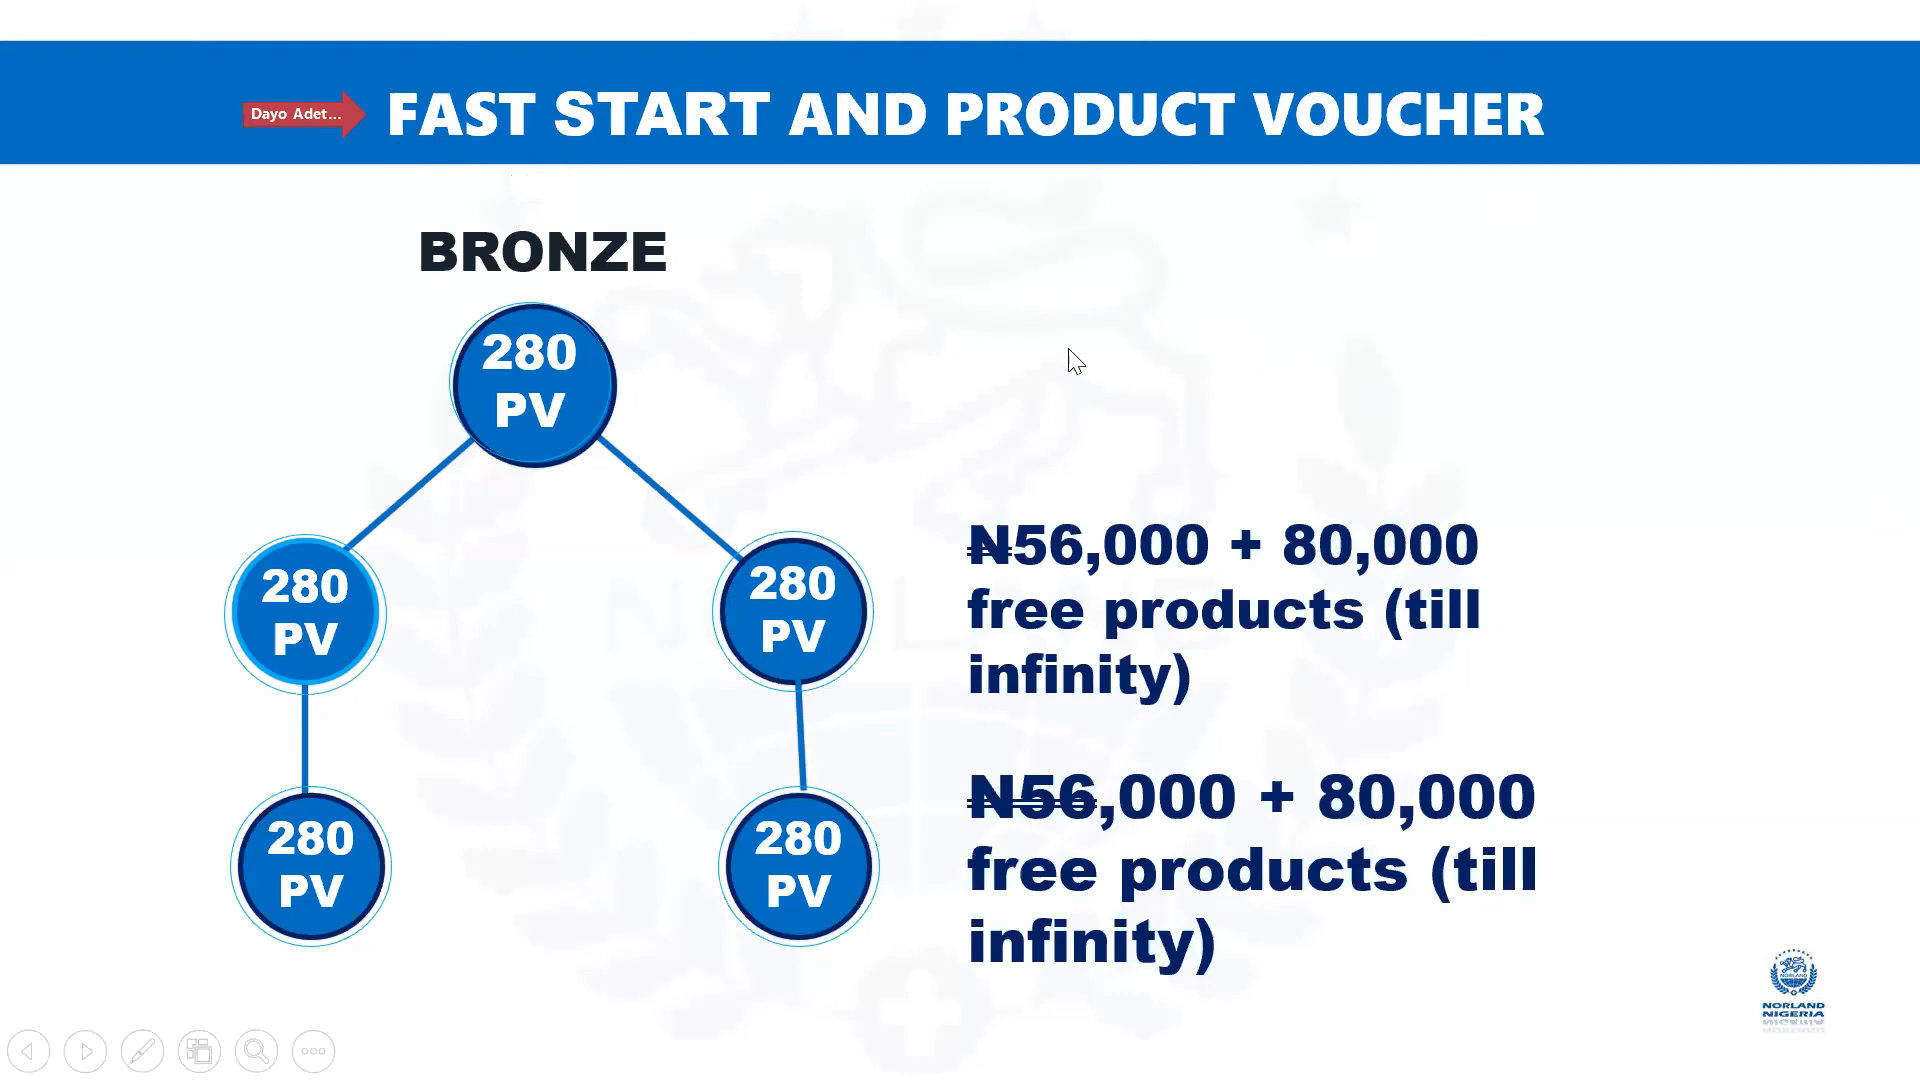 Dayo Adet...
FAST START AND PRODUCT VOUCHER
BRONZE
280
PV
280
PV
280
PV
₦56,000 + 80,000
free products (till
infinity)
280
PV
280
PV
₦56,000 + 80,000
free products (till
infinity)
NORLAND
NIGERIA